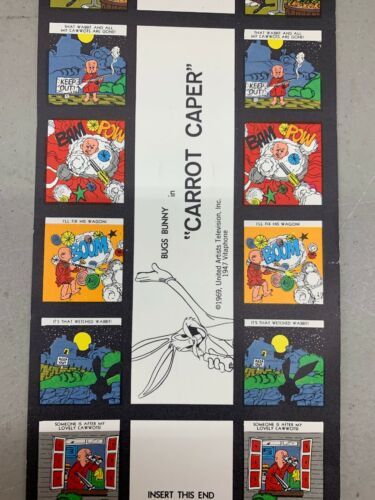 THAT WABBIT AND ALL
MY CAWWOTS ARE GONE!
KEEP
OUT!
BAM POW
I'LL FIX HIS WAGON!
BOOM
IT'S THAT WETCHED WABBIT!
SOMEONE IS AFTER MY
LOVELY CAWWOTS!
BUGS BUNNY
in
"CARROT CAPER"
©1969, United Artists Television, Inc.
1947 Vitaphone
INSERT THIS END
THAT WABBIT AND ALL
MY CAWWOTS ARE GONE!
KEEP
OUT!
BAM POW
I'LL FIX HIS WAGON!
BOOM
IT'S THAT WETCHED WABBIT!
SOMEONE IS AFTER MY
LOVELY CAWWOTS!